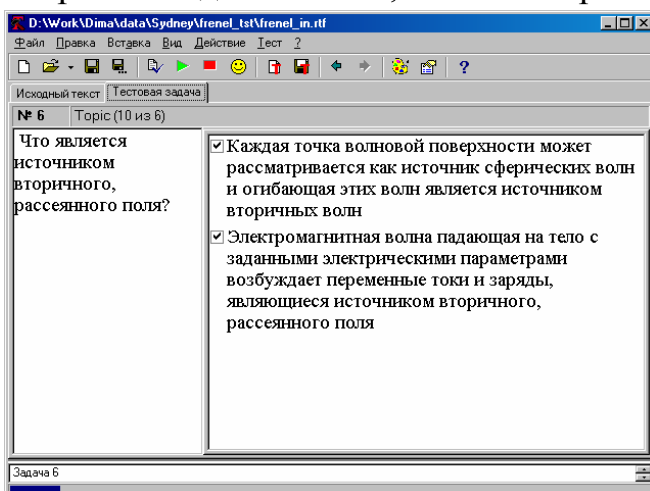 D:\Work\Dima\data\Sydney\frenel_tst\frenel_in.rtf
Файл Правка Вставка Вид Действие Тест ?
Исходный текст Тестовая задача
№ 6 Topic (10 из 6)
Что является
источником
вторичного,
рассеянного поля?
Каждая точка волновой поверхности может
рассматривается как источник сферических волн
и огибающая этих волн является источником
вторичных волн
Электромагнитная волна падающая на тело с
заданными электрическими параметрами
возбуждает переменные токи и заряды,
являющиеся источником вторичного,
рассеянного поля
Задача 6